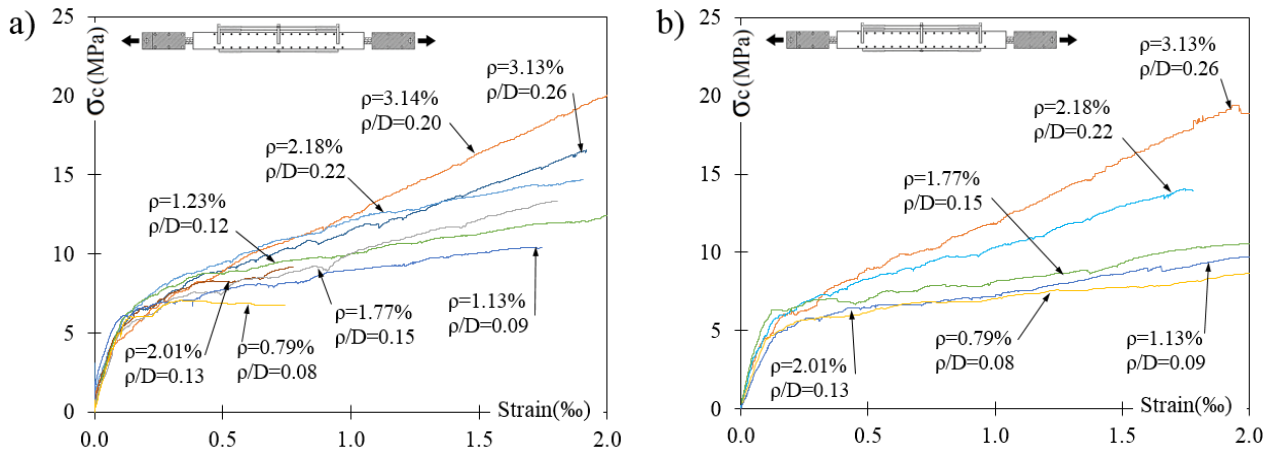 a)
σc(MPa)
25
20
15
10
5
0
0.0
0.5
1.0
1.5
2.0
Strain(‰)
ρ=3.13%
ρ/D=0.26
ρ=3.14%
ρ/D=0.20
ρ=2.18%
ρ/D=0.22
ρ=1.23%
ρ/D=0.12
ρ=2.01%
ρ/D=0.13
ρ=0.79%
ρ/D=0.08
ρ=1.77%
ρ/D=0.15
ρ=1.13%
ρ/D=0.09
b)
σc(MPa)
25
20
15
10
5
0
0.0
0.5
1.0
1.5
2.0
Strain(‰)
ρ=3.13%
ρ/D=0.26
ρ=2.18%
ρ/D=0.22
ρ=1.77%
ρ/D=0.15
ρ=2.01%
ρ/D=0.13
ρ=0.79%
ρ/D=0.08
ρ=1.13%
ρ/D=0.09